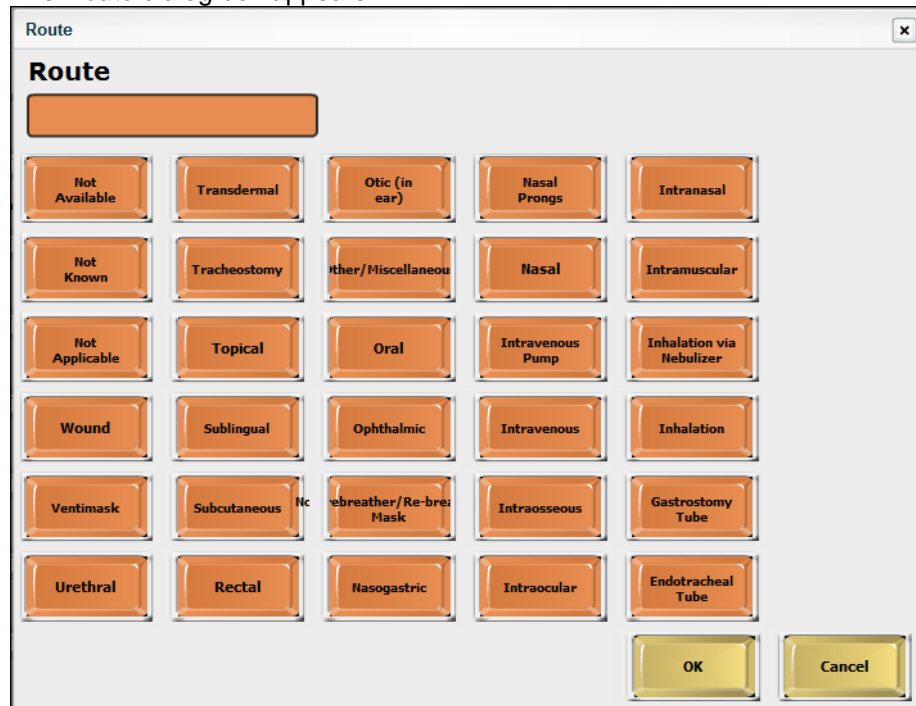 Route
Route
Not
Available
Transdermal
Otic (in
ear)
Nasal
Prongs
Intranasal
Not
Known
Tracheostomy
ther/Miscellaneou
Nasal
Intramuscular
Not
Applicable
Topical
Oral
Intravenous
Pump
Inhalation via
Nebulizer
Wound
Sublingual
Ophthalmic
Intravenous
Inhalation
Ventimask
Subcutaneous
No ebreather/Re-brea
Mask
Intraosseous
Gastrostomy
Tube
Urethral
Rectal
Nasogastric
Intraocular
Endotracheal
Tube
OK
Cancel